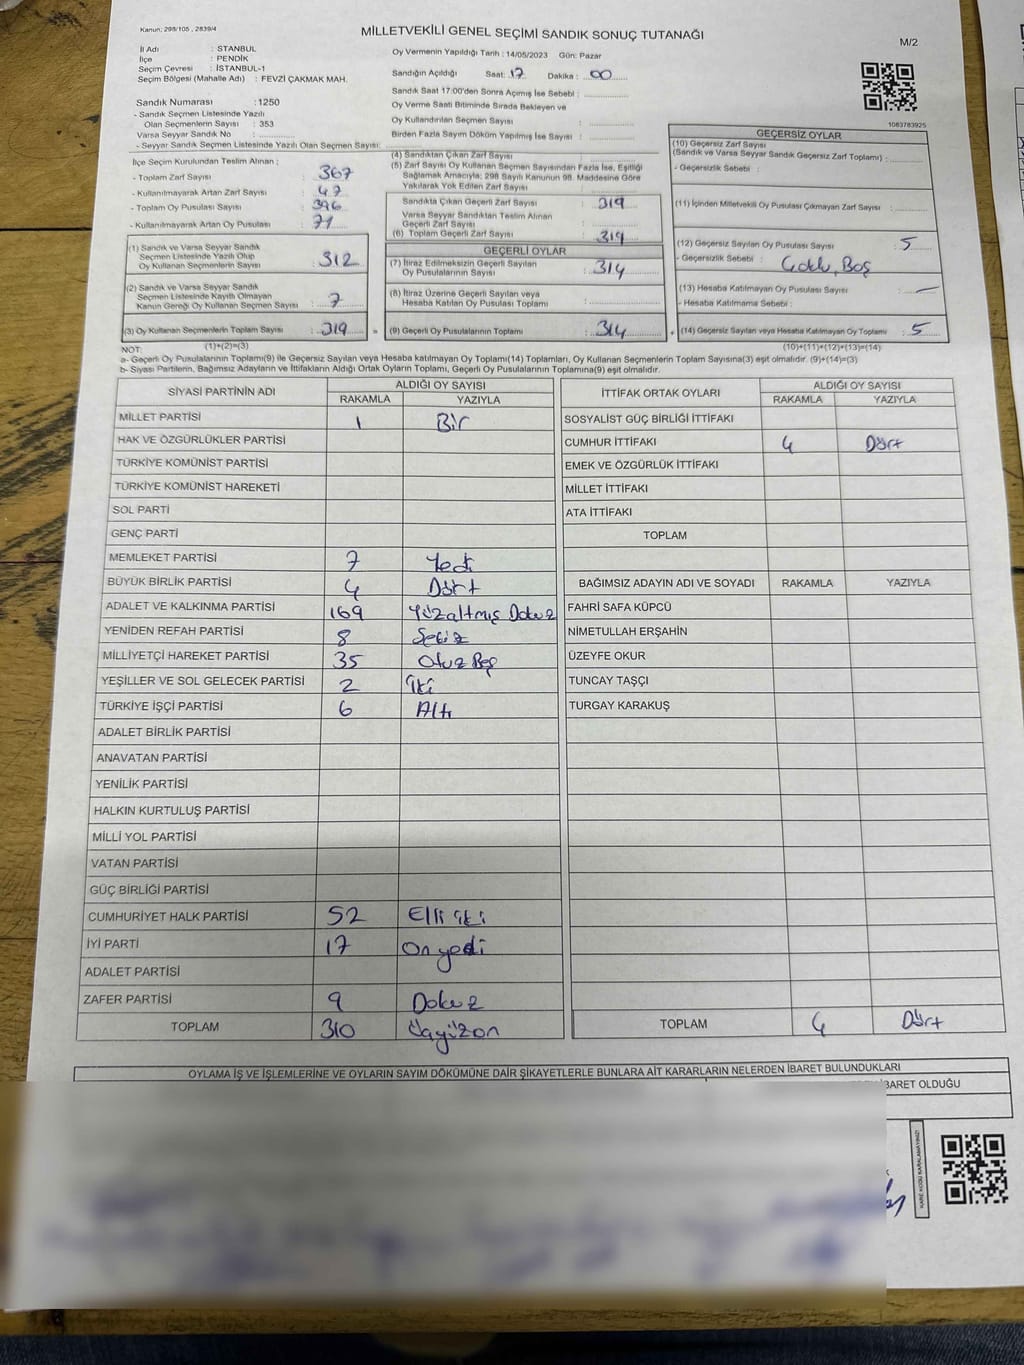 Kanun: 298/105 , 2839/4
MİLLETVEKİLİ GENEL SEÇİMİ SANDIK SONUÇ TUTANAĞI
M/2
İl Adı : STANBUL
İlçe : PENDİK
Seçim Çevresi : İSTANBUL-1
Seçim Bölgesi (Mahalle Adı) : FEVZİ ÇAKMAK MAH.
Sandık Numarası : 1250
- Sandık Seçmen Listesinde Yazılı
Olan Seçmenlerin Sayısı : 353
Varsa Seyyar Sandık No :
- Seyyar Sandık Seçmen Listesinde Yazılı Olan Seçmen Sayısı:
Oy Vermenin Yapıldığı Tarih : 14/05/2023 Gün: Pazar
Sandığın Açıldığı Saat: 17 Dakika : 00
Sandık Saat 17:00'den Sonra Açımış İse Sebebi :
Oy Verme Saati Bitiminde Sırada Bekleyen ve
Oy Kullandırılan Seçmen Sayısı :
Birden Fazla Sayım Döküm Yapılmış İse Sayısı :
1083783925
İlçe Seçim Kurulundan Teslim Alınan ;
- Toplam Zarf Sayısı : 367
- Kullanılmayarak Artan Zarf Sayısı : 47
- Toplam Oy Pusulası Sayısı : 396
- Kullanılmayarak Artan Oy Pusulası : 71
(1) Sandık ve Varsa Seyyar Sandık
Seçmen Listesinde Yazılı Olup
Oy Kullanan Seçmenlerin Sayısı : 312
(2) Sandık ve Varsa Seyyar Sandık
Seçmen Listesinde Kayıtlı Olmayan
Kanun Gereği Oy Kullanan Seçmen Sayısı : 7
(3) Oy Kullanan Seçmenlerin Toplam Sayısı : 319 =
(1)+(2)=(3)
(4) Sandıktan Çıkan Zarf Sayısı :
(5) Zarf Sayısı Oy Kullanan Seçmen Sayısından Fazla İse, Eşitliği
Sağlamak Amacıyla; 298 Sayılı Kanunun 98. Maddesine Göre
Yakılarak Yok Edilen Zarf Sayısı :
Sandıkta Çıkan Geçerli Zarf Sayısı : 319
Varsa Seyyar Sandıktan Teslim Alınan
Geçerli Zarf Sayısı :
(6) Toplam Geçerli Zarf Sayısı : 319
GEÇERLİ OYLAR
(7) İtiraz Edilmeksizin Geçerli Sayılan
Oy Pusulalarının Sayısı : 314
(8) İtiraz Üzerine Geçerli Sayılan veya
Hesaba Katılan Oy Pusulası Toplamı :
(9) Geçerli Oy Pusulalarının Toplamı : 314 +
GEÇERSİZ OYLAR
(10) Geçersiz Zarf Sayısı
(Sandık ve Varsa Seyyar Sandık Geçersiz Zarf Toplamı) :
- Geçersizlik Sebebi :
(11) İçinden Milletvekili Oy Pusulası Çıkmayan Zarf Sayısı :
(12) Geçersiz Sayılan Oy Pusulası Sayısı : 5
- Geçersizlik Sebebi : Çoklu, Boş
(13) Hesaba Katılmayan Oy Pusulası Sayısı : -
- Hesaba Katılmama Sebebi :
(14) Geçersiz Sayılan veya Hesaba Katılmayan Oy Toplamı : 5
(10)+(11)+(12)+(13)=(14)
NOT:
a- Geçerli Oy Pusulalarının Toplamı(9) ile Geçersiz Sayılan veya Hesaba katılmayan Oy Toplamı(14) Toplamları, Oy Kullanan Seçmenlerin Toplam Sayısına(3) eşit olmalıdır. (9)+(14)=(3)
b- Siyasi Partilerin, Bağımsız Adayların ve İttifakların Aldığı Ortak Oyların Toplamı, Geçerli Oy Pusulalarının Toplamına(9) eşit olmalıdır.
SİYASİ PARTİNİN ADI ALDIĞI OY SAYISI
RAKAMLA YAZIYLA
MİLLET PARTİSİ 1 Bir
HAK VE ÖZGÜRLÜKLER PARTİSİ
TÜRKİYE KOMÜNİST PARTİSİ
TÜRKİYE KOMÜNİST HAREKETİ
SOL PARTİ
GENÇ PARTİ
MEMLEKET PARTİSİ 7 Yedi
BÜYÜK BİRLİK PARTİSİ 4 Dört
ADALET VE KALKINMA PARTİSİ 169 Yüzaltmış Dokuz
YENİDEN REFAH PARTİSİ 8 Sekiz
MİLLİYETÇİ HAREKET PARTİSİ 35 Otuz Beş
YEŞİLLER VE SOL GELECEK PARTİSİ 2 iki
TÜRKİYE İŞÇİ PARTİSİ 6 Altı
ADALET BİRLİK PARTİSİ
ANAVATAN PARTİSİ
YENİLİK PARTİSİ
HALKIN KURTULUŞ PARTİSİ
MİLLİ YOL PARTİSİ
VATAN PARTİSİ
GÜÇ BİRLİĞİ PARTİSİ
CUMHURİYET HALK PARTİSİ 52 Elli iki
İYİ PARTİ 17 Onyedi
ADALET PARTİSİ
ZAFER PARTİSİ 9 Dokuz
TOPLAM 310 Üçyüzon
İTTİFAK ORTAK OYLARI ALDIĞI OY SAYISI
RAKAMLA YAZIYLA
SOSYALİST GÜÇ BİRLİĞİ İTTİFAKI
CUMHUR İTTİFAKI 4 Dört
EMEK VE ÖZGÜRLÜK İTTİFAKI
MİLLET İTTİFAKI
ATA İTTİFAKI
TOPLAM
BAĞIMSIZ ADAYIN ADI VE SOYADI RAKAMLA YAZIYLA
FAHRİ SAFA KÜPCÜ
NİMETULLAH ERŞAHİN
ÜZEYFE OKUR
TUNCAY TAŞÇI
TURGAY KARAKUŞ
TOPLAM 4 Dört
OYLAMA İŞ VE İŞLEMLERİNE VE OYLARIN SAYIM DÖKÜMÜNE DAİR ŞİKAYETLERLE BUNLARA AİT KARARLARIN NELERDEN İBARET BULUNDUKLARI
BARET OLDUĞU
KARE KODU KARALAMAYINIZ!